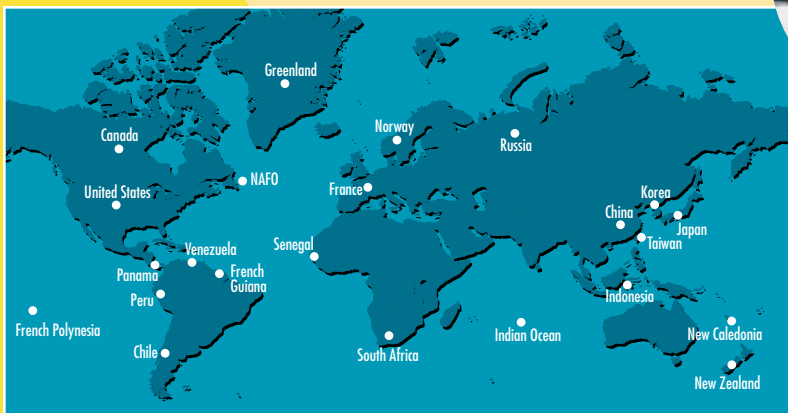 Greenland
Norway
Russia
Canada
NAFO
France
United States
Korea
China
Japan
Taiwan
Senegal
Venezuela
Panama
French
Guiana
Peru
Indonesia
French Polynesia
Indian Ocean
New Caledonia
Chile
South Africa
New Zealand